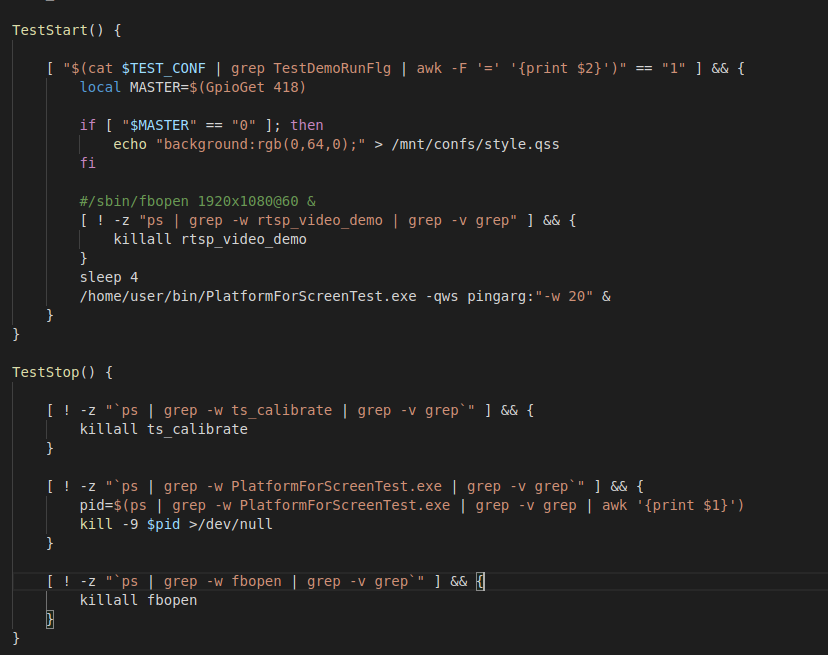 TestStart() {
    [ "$(cat $TEST_CONF | grep TestDemoRunFlg | awk -F '=' '{print $2}')" == "1" ] && {
        local MASTER=$(GpioGet 418)
        if [ "$MASTER" == "0" ]; then
            echo "background:rgb(0,64,0);" > /mnt/confs/style.qss
        fi
        #/sbin/fbopen 1920x1080@60 &
        [ ! -z "ps | grep -w rtsp_video_demo | grep -v grep" ] && {
            killall rtsp_video_demo
        }
        sleep 4
        /home/user/bin/PlatformForScreenTest.exe -qws pingarg:"-w 20" &
    }
}
TestStop() {
    [ ! -z "`ps | grep -w ts_calibrate | grep -v grep`" ] && {
        killall ts_calibrate
    }
    [ ! -z "`ps | grep -w PlatformForScreenTest.exe | grep -v grep`" ] && {
        pid=$(ps | grep -w PlatformForScreenTest.exe | grep -v grep | awk '{print $1}')
        kill -9 $pid >/dev/null
    }
    [ ! -z "`ps | grep -w fbopen | grep -v grep`" ] && {
        killall fbopen
    }
}